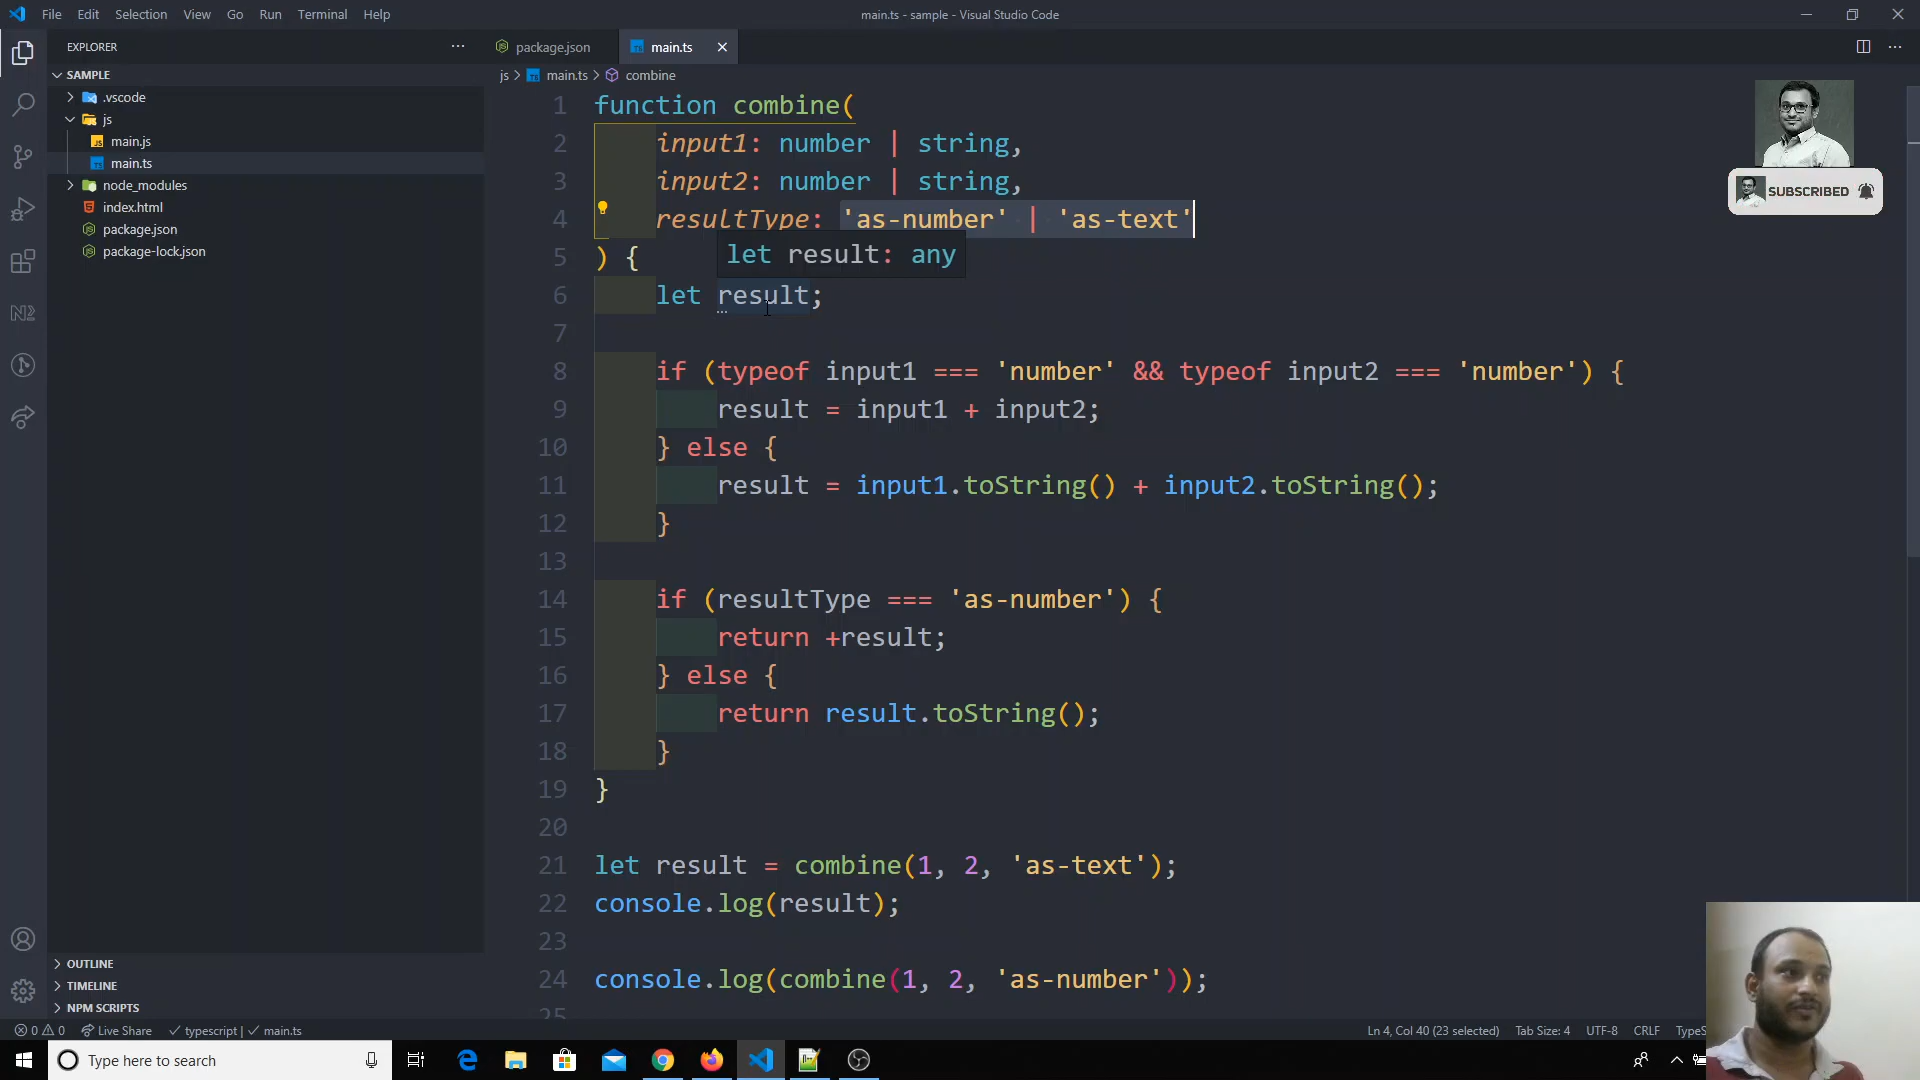 File Edit Selection View Go Run Terminal Help
main.ts - sample - Visual Studio Code
EXPLORER
SAMPLE
.vscode
js
main.js
main.ts
node_modules
index.html
package.json
package-lock.json
OUTLINE
TIMELINE
NPM SCRIPTS
package.json
main.ts
js > main.ts > combine
1 function combine(
2 input1: number | string,
3 input2: number | string,
4 resultType: 'as-number' | 'as-text'
let result: any
5 ) {
6 let result;
7
8 if (typeof input1 === 'number' && typeof input2 === 'number') {
9 result = input1 + input2;
10 } else {
11 result = input1.toString() + input2.toString();
12 }
13
14 if (resultType === 'as-number') {
15 return +result;
16 } else {
17 return result.toString();
18 }
19 }
20
21 let result = combine(1, 2, 'as-text');
22 console.log(result);
23
24 console.log(combine(1, 2, 'as-number'));
25
SUBSCRIBED
0 0 Live Share typescript | main.ts
Ln 4, Col 40 (23 selected) Tab Size: 4 UTF-8 CRLF
Type here to search